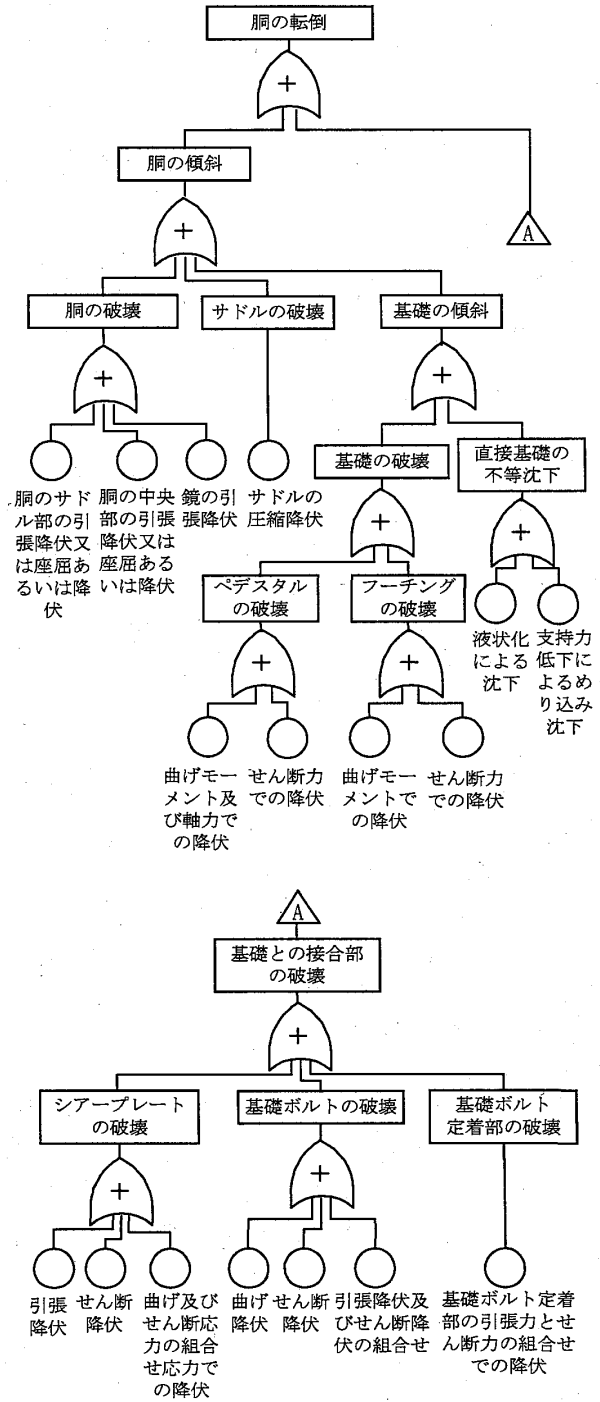 胴の転倒
+
胴の傾斜
A
+
胴の破壊
サドルの破壊
基礎の傾斜
+
+
基礎の破壊
直接基礎の
不等沈下
胴のサド
ル部の引
張降伏又
は座屈あ
るいは降
伏
胴の中央
部の引張
降伏又は
座屈ある
いは降伏
鏡の引
張降伏
サドルの
圧縮降伏
+
+
ペデスタル
の破壊
フーチング
の破壊
液状化
による
沈下
支持力
低下に
よるめ
り込み
沈下
+
+
曲げモー
メント及
び軸力で
の降伏
せん断力
での降伏
曲げモー
メントで
の降伏
せん断力
での降伏
A
基礎との接合部
の破壊
+
シアープレート
の破壊
基礎ボルトの破壊
基礎ボルト
定着部の破壊
+
+
引張
降伏
せん断
降伏
曲げ及び
せん断応
力の組合
せ応力で
の降伏
曲げ
降伏
せん断
降伏
引張降伏及
びせん断降
伏の組合せ
基礎ボルト定着
部の引張力とせ
ん断力の組合せ
での降伏